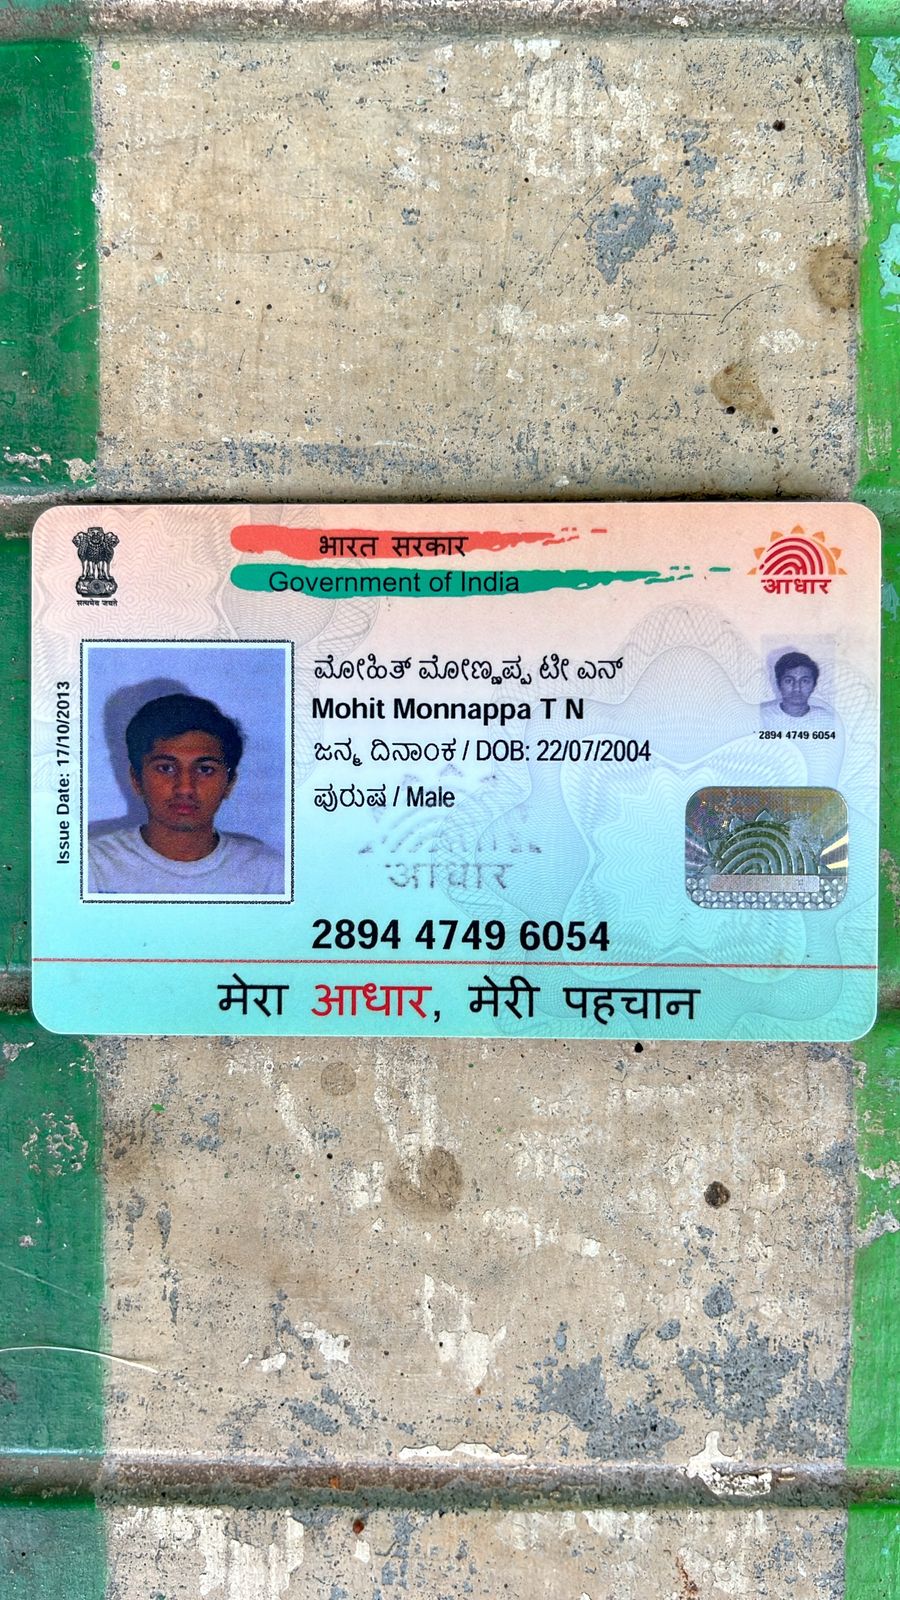 भारत सरकार
Government of India
सत्यमेव जयते
आधार
Issue Date: 17/10/2013
ಮೋಹಿತ್ ಮೋಣ್ಣಪ್ಪ ಟೀ ಎನ್
Mohit Monnappa T N
ಜನ್ಮ ದಿನಾಂಕ / DOB: 22/07/2004
ಪುರುಷ / Male
2894 4749 6054
आधार
2894 4749 6054
मेरा आधार, मेरी पहचान